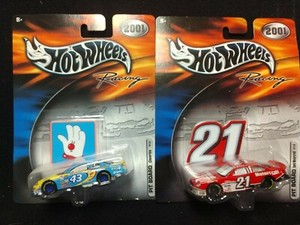 2001
Hot Wheels
Racing
43
PIT BOARD
2001
Hot Wheels
Racing
21
21
PIT BOARD